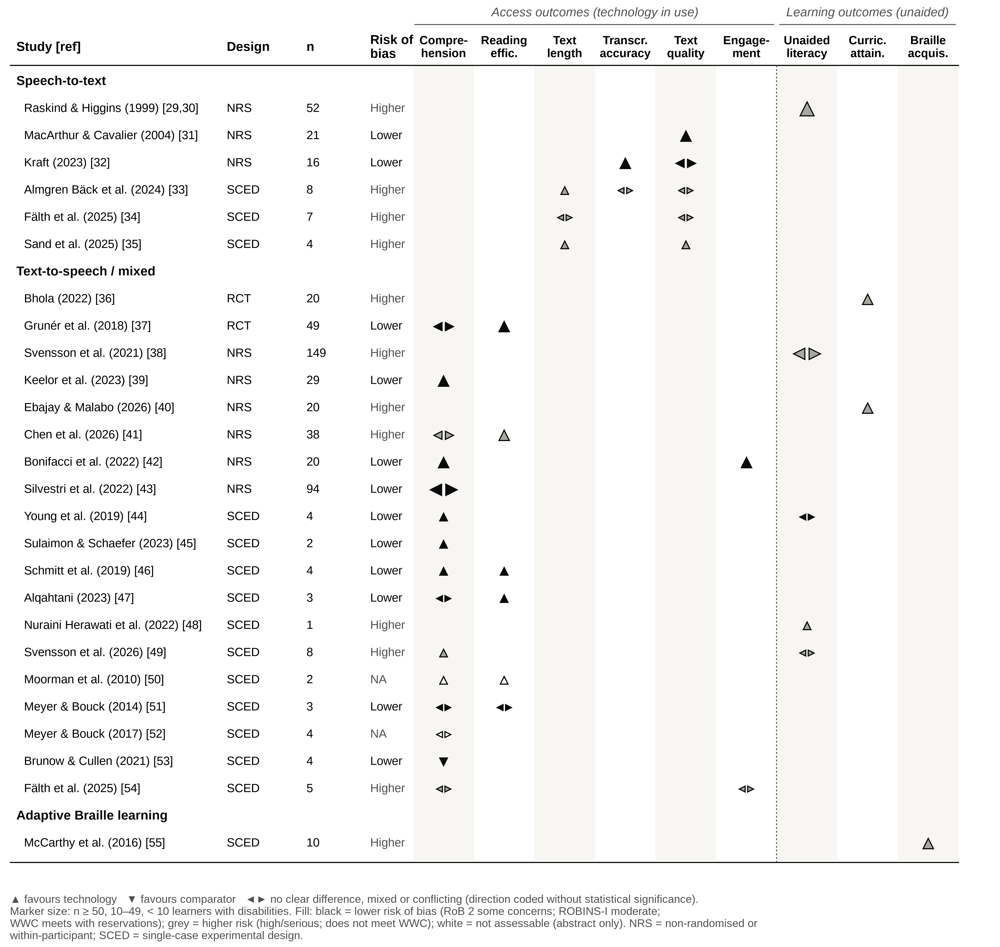 Access outcomes (technology in use) Learning outcomes (unaided)
Study [ref] Design n Risk of bias Compre-hension Reading effic. Text length Transcr. accuracy Text quality Engage-ment Unaided literacy Curric. attain. Braille acquis.
Speech-to-text
Raskind & Higgins (1999) [29,30] NRS 52 Higher ▲
MacArthur & Cavalier (2004) [31] NRS 21 Lower ▲
Kraft (2023) [32] NRS 16 Lower ▲ ◄►
Almgren Bäck et al. (2024) [33] SCED 8 Higher ▲ ◄► ◄►
Fälth et al. (2025) [34] SCED 7 Higher ◄► ◄►
Sand et al. (2025) [35] SCED 4 Higher ▲ ▲
Text-to-speech / mixed
Bhola (2022) [36] RCT 20 Higher ▲
Grunér et al. (2018) [37] RCT 49 Lower ◄► ▲
Svensson et al. (2021) [38] NRS 149 Higher ◄►
Keelor et al. (2023) [39] NRS 29 Lower ▲
Ebajay & Malabo (2026) [40] NRS 20 Higher ▲
Chen et al. (2026) [41] NRS 38 Higher ◄► ▲
Bonifacci et al. (2022) [42] NRS 20 Lower ▲ ▲
Silvestri et al. (2022) [43] NRS 94 Lower ◄►
Young et al. (2019) [44] SCED 4 Lower ▲ ◄►
Sulaimon & Schaefer (2023) [45] SCED 2 Lower ▲
Schmitt et al. (2019) [46] SCED 4 Lower ▲ ▲
Alqahtani (2023) [47] SCED 3 Lower ◄► ▲
Nuraini Herawati et al. (2022) [48] SCED 1 Higher ▲
Svensson et al. (2026) [49] SCED 8 Higher ▲ ◄►
Moorman et al. (2010) [50] SCED 2 NA △ △
Meyer & Bouck (2014) [51] SCED 3 Lower ◄► ◄►
Meyer & Bouck (2017) [52] SCED 4 NA ◅▻
Brunow & Cullen (2021) [53] SCED 4 Lower ▼
Fälth et al. (2025) [54] SCED 5 Higher ◄► ◄►
Adaptive Braille learning
McCarthy et al. (2016) [55] SCED 10 Higher ▲
▲ favours technology ▼ favours comparator ◄► no clear difference, mixed or conflicting (direction coded without statistical significance).
Marker size: n ≥ 50, 10–49, < 10 learners with disabilities. Fill: black = lower risk of bias (RoB 2 some concerns; ROBINS-I moderate;
WWC meets with reservations); grey = higher risk (high/serious; does not meet WWC); white = not assessable (abstract only). NRS = non-randomised or
within-participant; SCED = single-case experimental design.